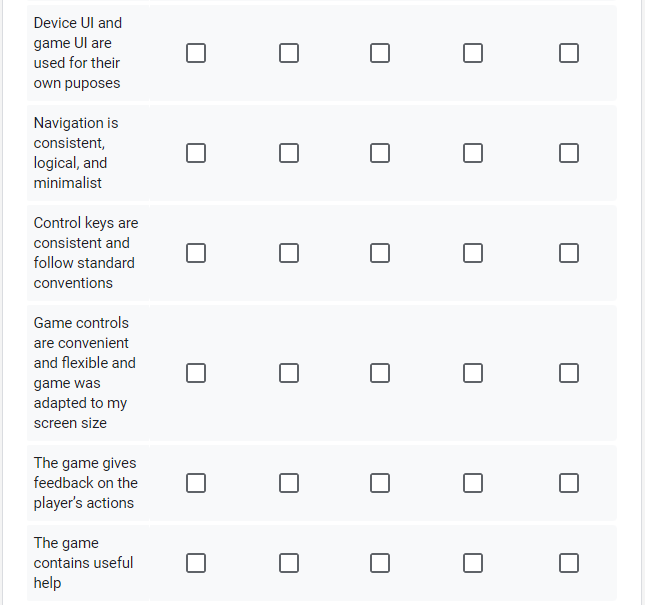 Device UI and
game UI are
used for their
own puposes
Navigation is
consistent,
logical, and
minimalist
Control keys are
consistent and
follow standard
conventions
Game controls
are convenient
and flexible and
game was
adapted to my
screen size
The game gives
feedback on the
player's actions
The game
contains useful
help